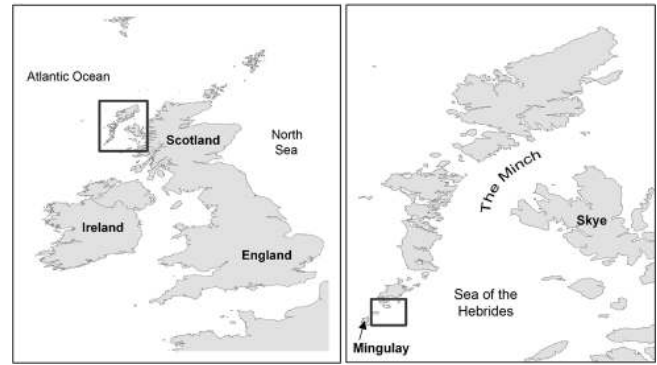 Atlantic Ocean
Scotland
North
Sea
Ireland
England
The Minch
Skye
Sea of the
Hebrides
Mingulay